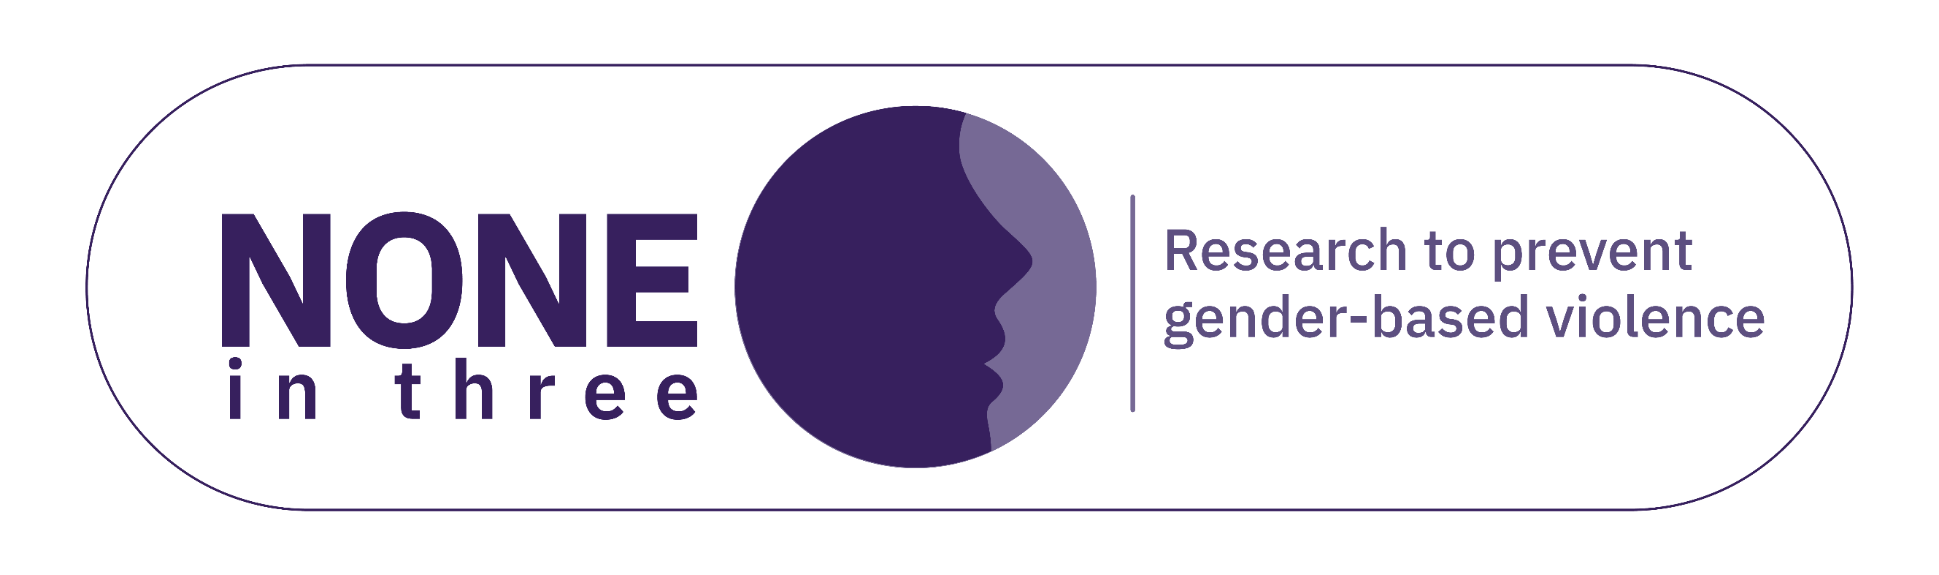 NONE
in three
Research to prevent
gender-based violence